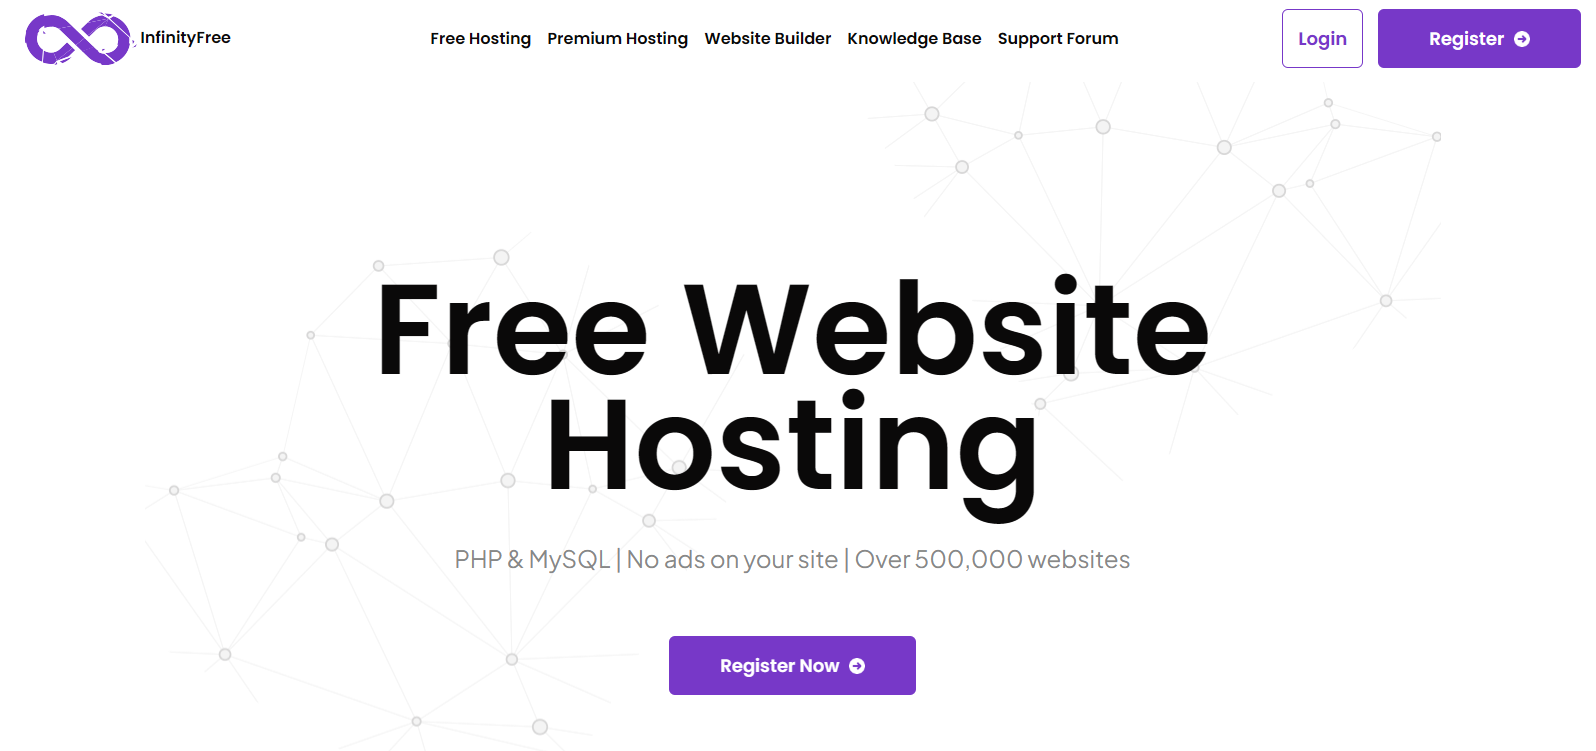 InfinityFree
Free Hosting Premium Hosting Website Builder Knowledge Base Support Forum
Login
Register
Free Website
Hosting
PHP & MySQL | No ads on your site | Over 500,000 websites
Register Now